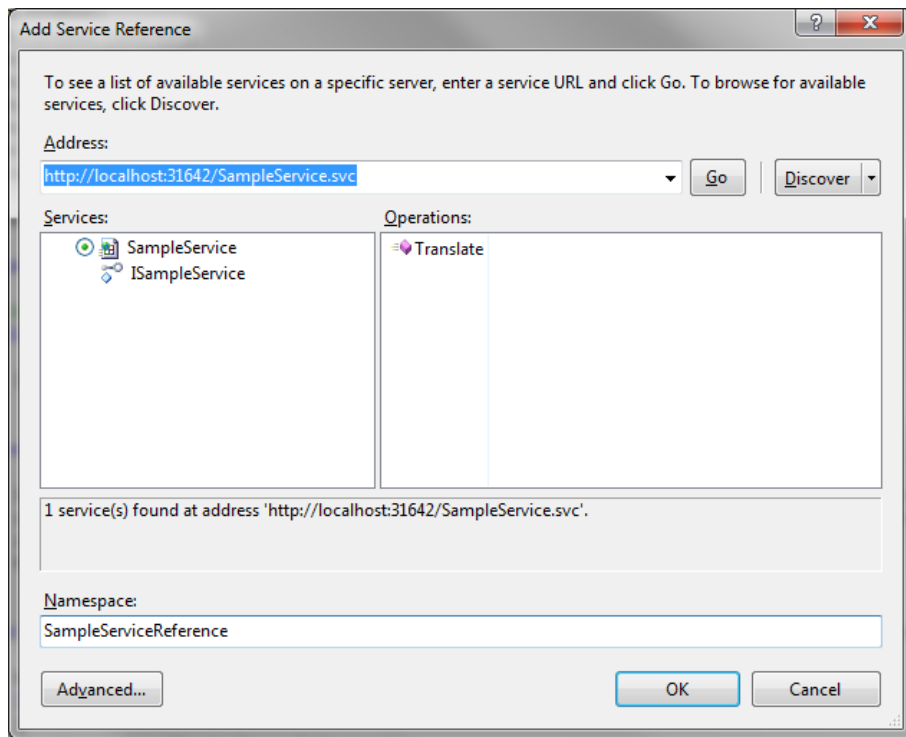 Add Service Reference
To see a list of available services on a specific server, enter a service URL and click Go. To browse for available
services, click Discover.
Address:
http://localhost:31642/SampleService.svc
Go
Discover
Services:
Operations:
SampleService
ISampleService
Translate
1 service(s) found at address 'http://localhost:31642/SampleService.svc'.
Namespace:
SampleServiceReference
Advanced...
OK
Cancel